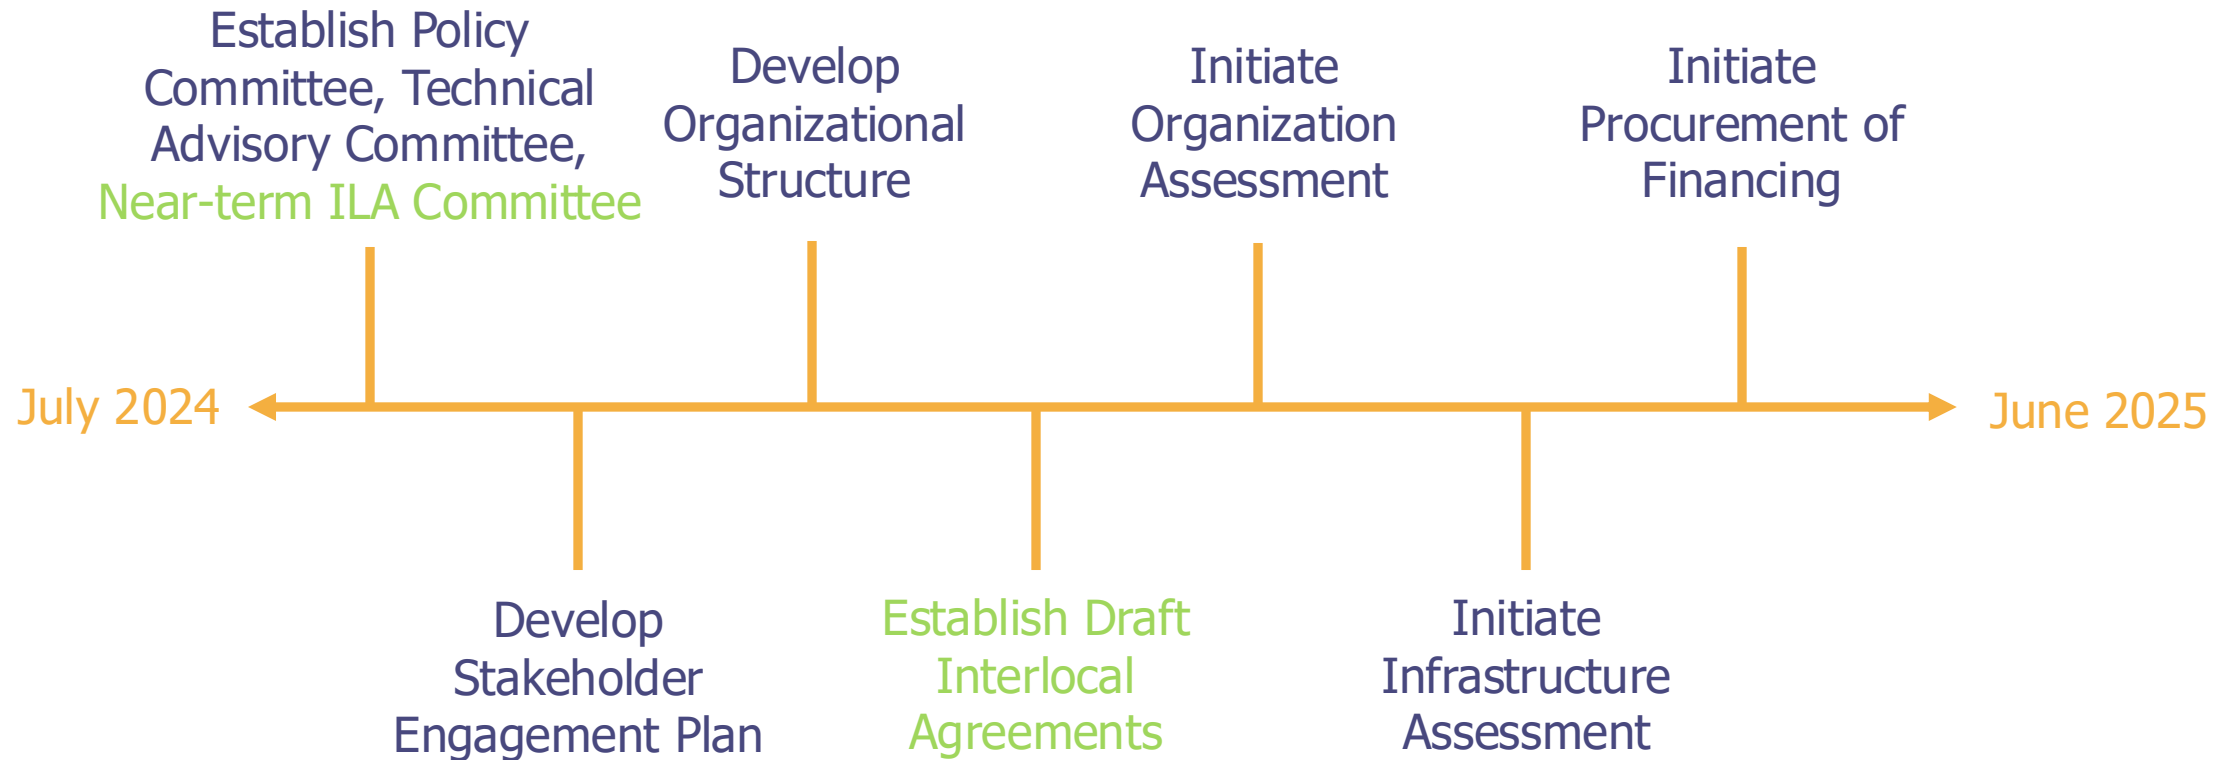 Establish Policy
Committee, Technical
Advisory Committee,
Near-term ILA Committee
Develop
Organizational
Structure
Initiate
Organization
Assessment
Initiate
Procurement of
Financing
July 2024
June 2025
Develop
Stakeholder
Engagement Plan
Establish Draft
Interlocal
Agreements
Initiate
Infrastructure
Assessment